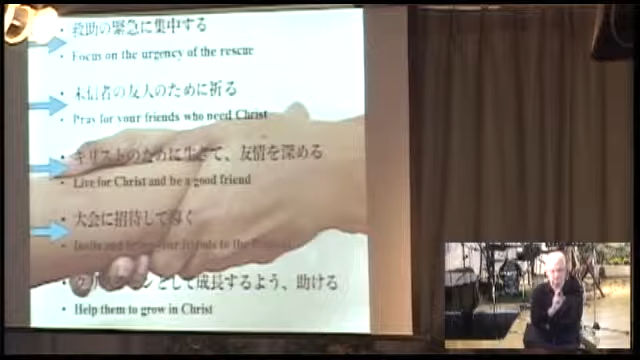 • 救助の緊急に集中する
• Focus on the urgency of the rescue
• 未信者の友人のために祈る
• Pray for your friends who need Christ
• キリストのために生きて、友情を深める
• Live for Christ and be a good friend
• 大会に招待して導く
• Invite and bring your friends to the
• として成長するよう、助ける
• Help them to grow in Christ